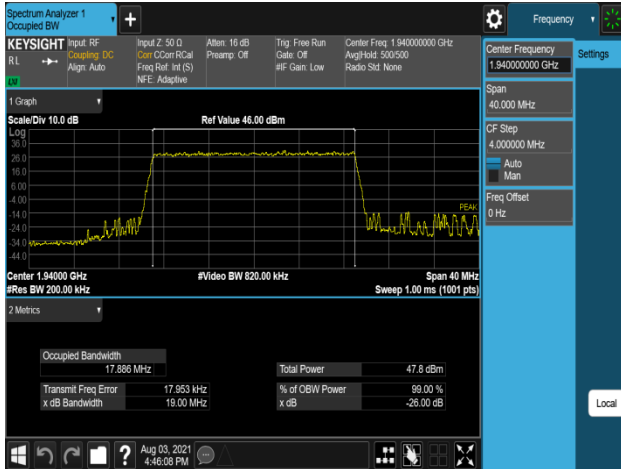 Spectrum Analyzer 1
Occupied BW
Frequency
KEYSIGHT
RL
LV
Input: RF
Coupling: DC
Align: Auto
Input Z: 50 Ω
Corr CCorr RCal
Freq Ref: Int (S)
NFE: Adaptive
Atten: 16 dB
Preamp: Off
Trig: Free Run
Gate: Off
#IF Gain: Low
Center Freq: 1.940000000 GHz
Avg|Hold: 500/500
Radio Std: None
Center Frequency
1.940000000 GHz
Settings
Span
40.000 MHz
CF Step
4.000000 MHz
Auto
Man
Freq Offset
0 Hz
1 Graph
Scale/Div 10.0 dB
Ref Value 46.00 dBm
Log
36.0
26.0
16.0
6.00
-4.00
-14.0
-24.0
-34.0
-44.0
PEAK
Center 1.94000 GHz
#Video BW 820.00 kHz
Span 40 MHz
#Res BW 200.00 kHz
Sweep 1.00 ms (1001 pts)
2 Metrics
Occupied Bandwidth
17.886 MHz
Total Power 47.8 dBm
Transmit Freq Error 17.953 kHz
% of OBW Power 99.00 %
x dB Bandwidth 19.00 MHz
x dB -26.00 dB
Local
?
Aug 03, 2021
4:46:08 PM